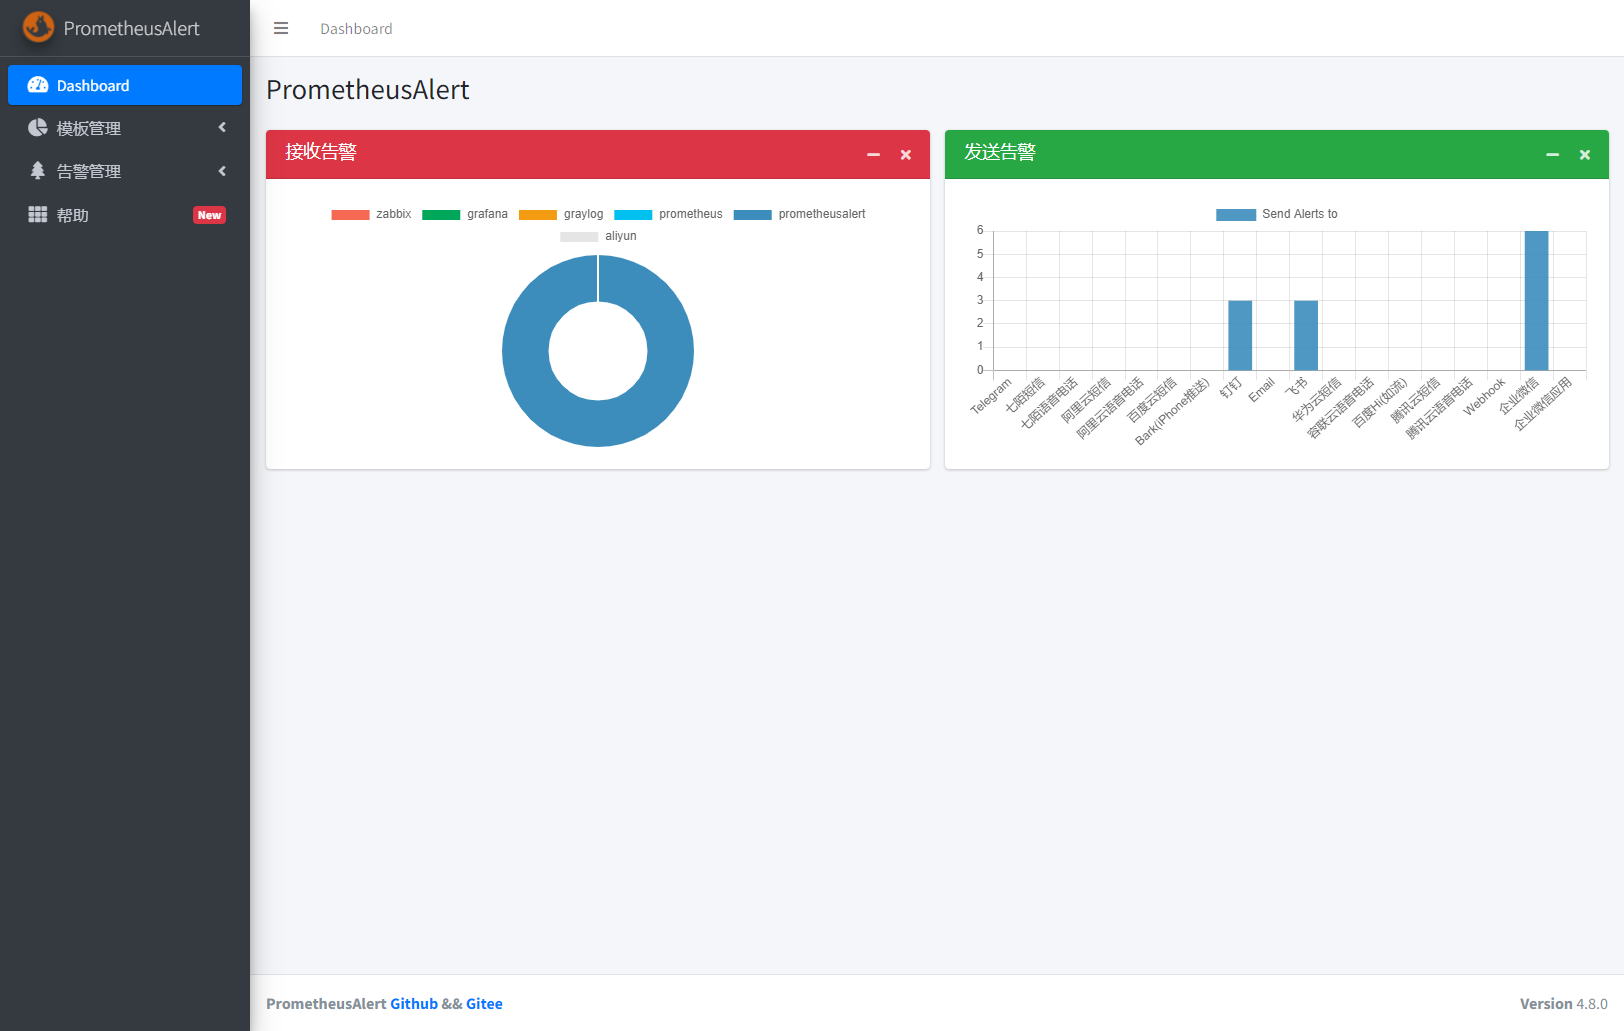 PrometheusAlert
Dashboard
模板管理
告警管理
帮助 New
Dashboard
PrometheusAlert
接收告警
zabbix grafana graylog prometheus prometheusalert
aliyun
发送告警
Send Alerts to
6
5
4
3
2
1
0
Telegram
七陌短信
七陌语音电话
阿里云短信
阿里云语音电话
百度云短信
Bark(iPhone推送)
钉钉
Email
飞书
华为云短信
容联云语音电话
百度Hi(如流)
腾讯云短信
腾讯云语音电话
Webhook
企业微信
企业微信应用
PrometheusAlert Github && Gitee
Version 4.8.0